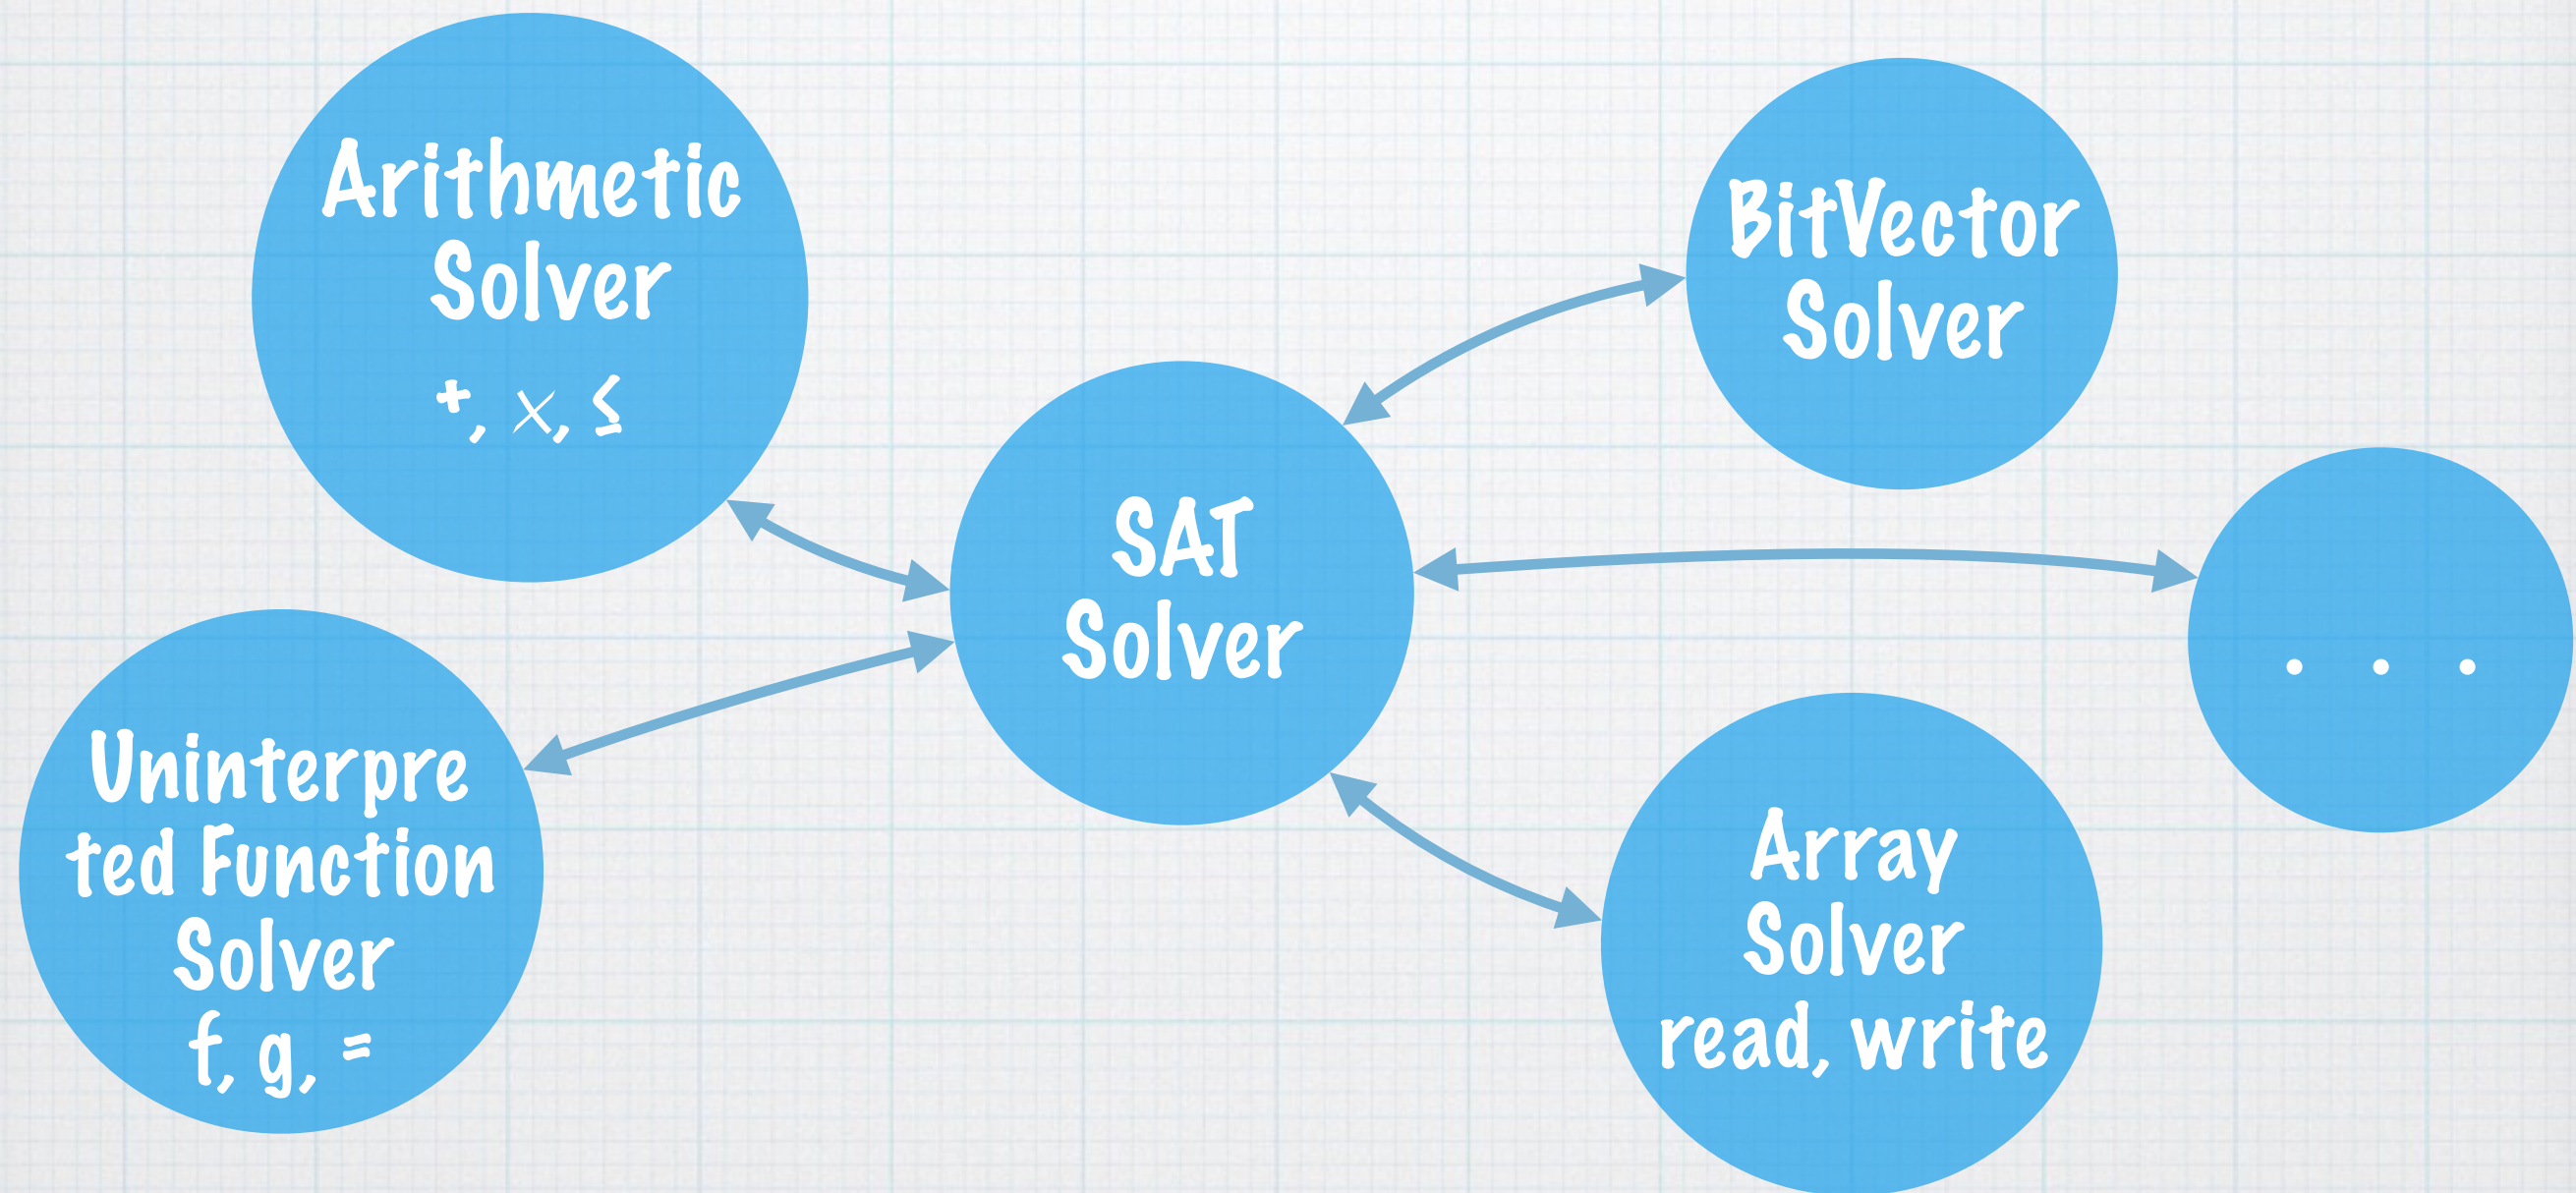 Arithmetic
Solver
+, ×, ≤
BitVector
Solver
SAT
Solver
. . .
Uninterpre
ted Function
Solver
f, g, =
Array
Solver
read, write